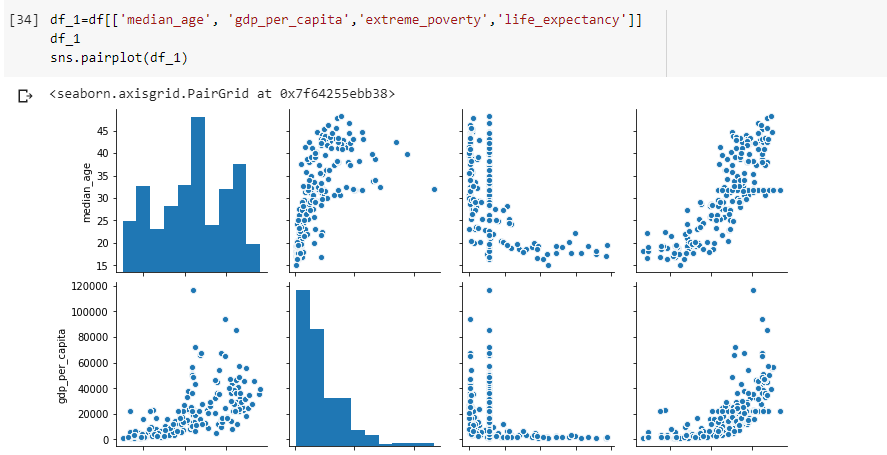 [34] df_1=df[['median_age', 'gdp_per_capita','extreme_poverty','life_expectancy']]
df_1
sns.pairplot(df_1)
<seaborn.axisgrid.PairGrid at 0x7f64255ebb38>
45
40
35
30
25
20
15
median_age
120000
100000
80000
60000
40000
20000
0
gdp_per_capita